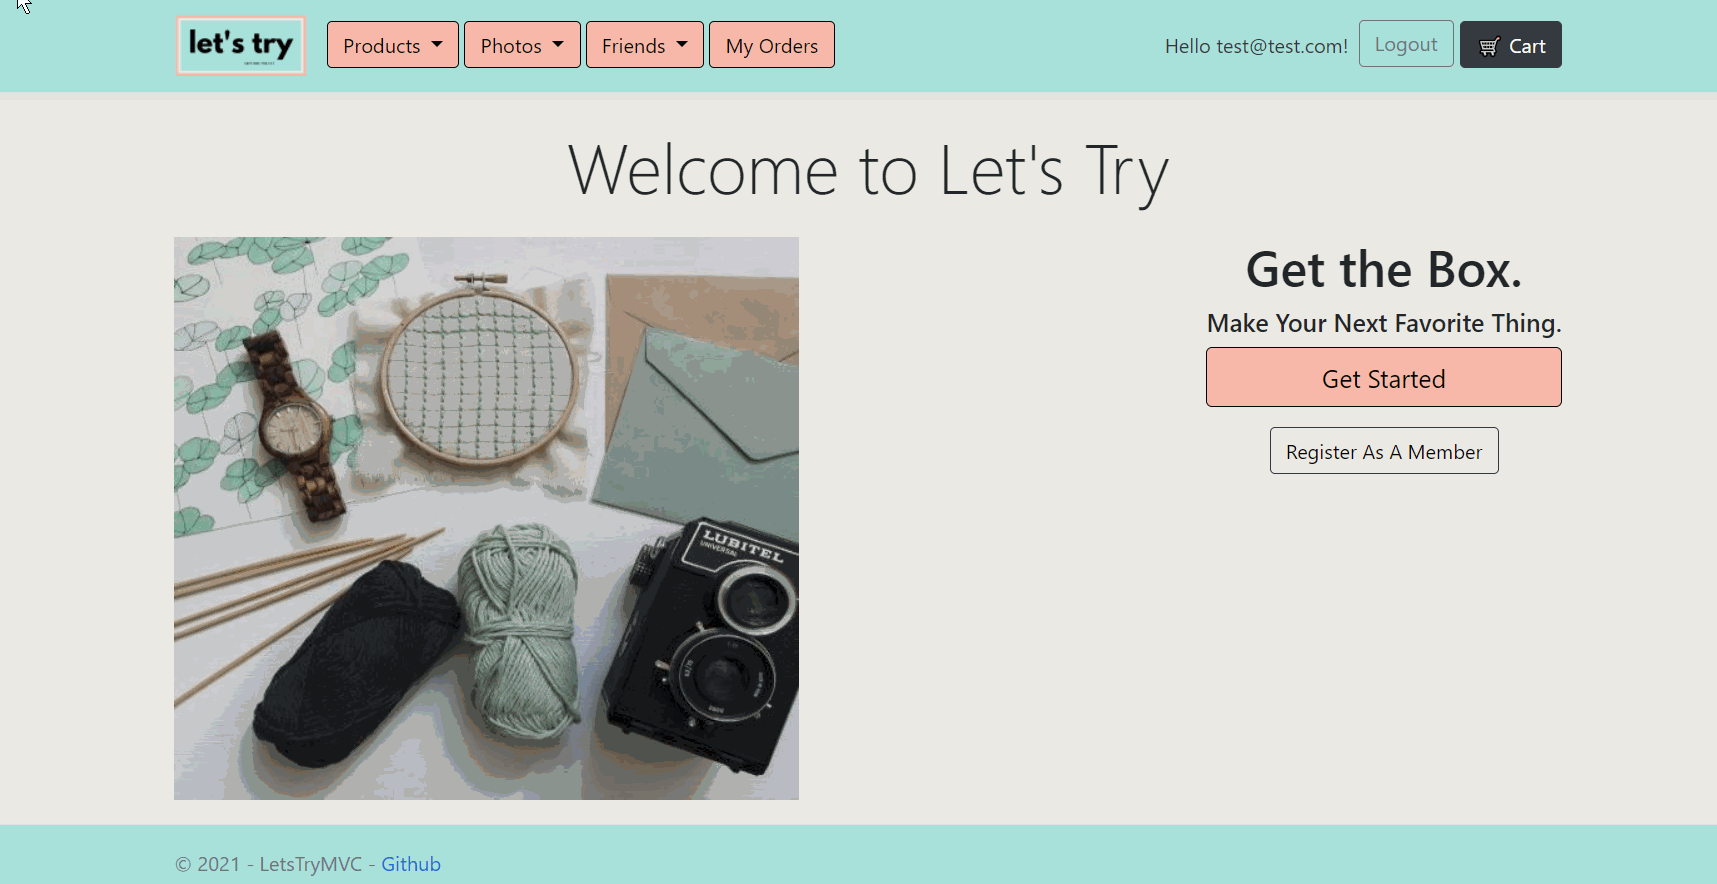 let's try
Products
Photos
Friends
My Orders
Hello test@test.com!
Logout
Cart
Welcome to Let's Try
Get the Box.
Make Your Next Favorite Thing.
Get Started
Register As A Member
LUBITEL
UNIVERSAL
© 2021 - LetsTryMVC - Github